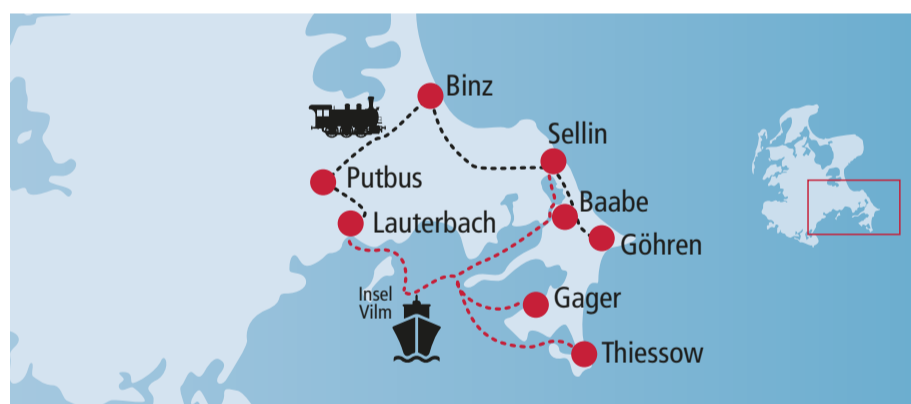 Binz
Sellin
Putbus
Baabe
Lauterbach
Göhren
Insel
Vilm
Gager
Thiessow